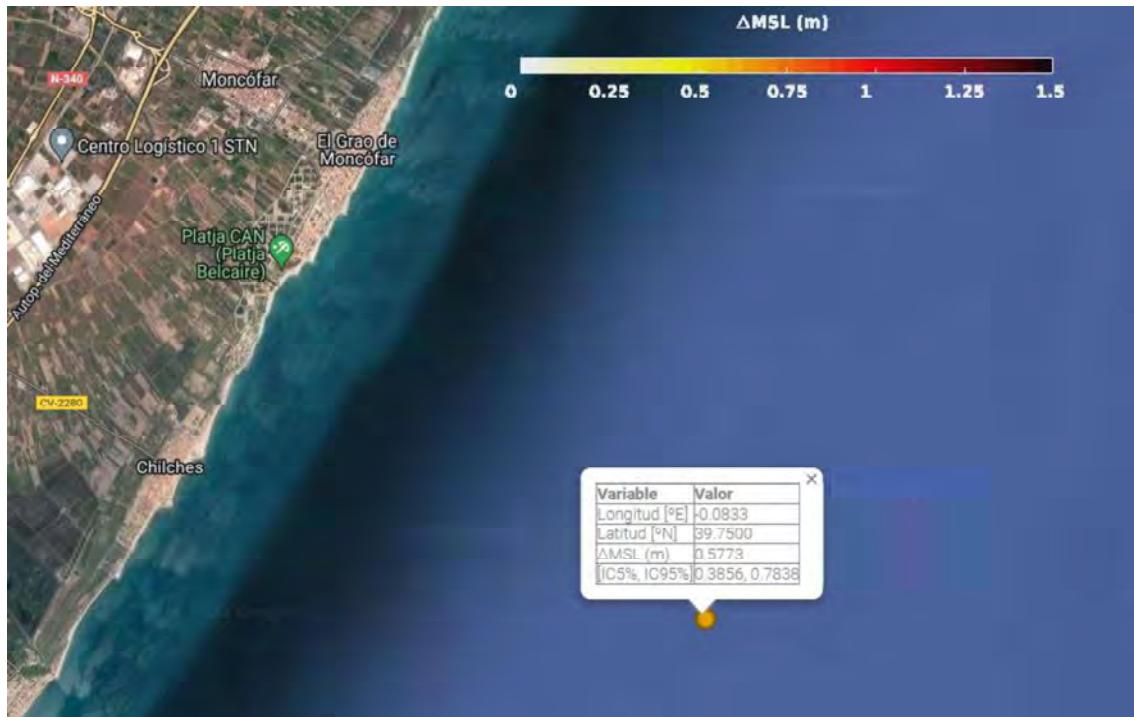 ΔMSL (m)
0 0.25 0.5 0.75 1 1.25 1.5
N-340
Moncófar
Centro Logístico 1 STN
El Grao de
Moncófar
Platja CAN
(Platja
Belcaire)
Autop. del Mediterráneo
CV-2280
Chilches
×
Variable Valor
Longitud [ºE] -0.0833
Latitud [ºN] 39.7500
ΔMSL (m) 0.5773
[IC5%, IC95%] 0.3856, 0.7838